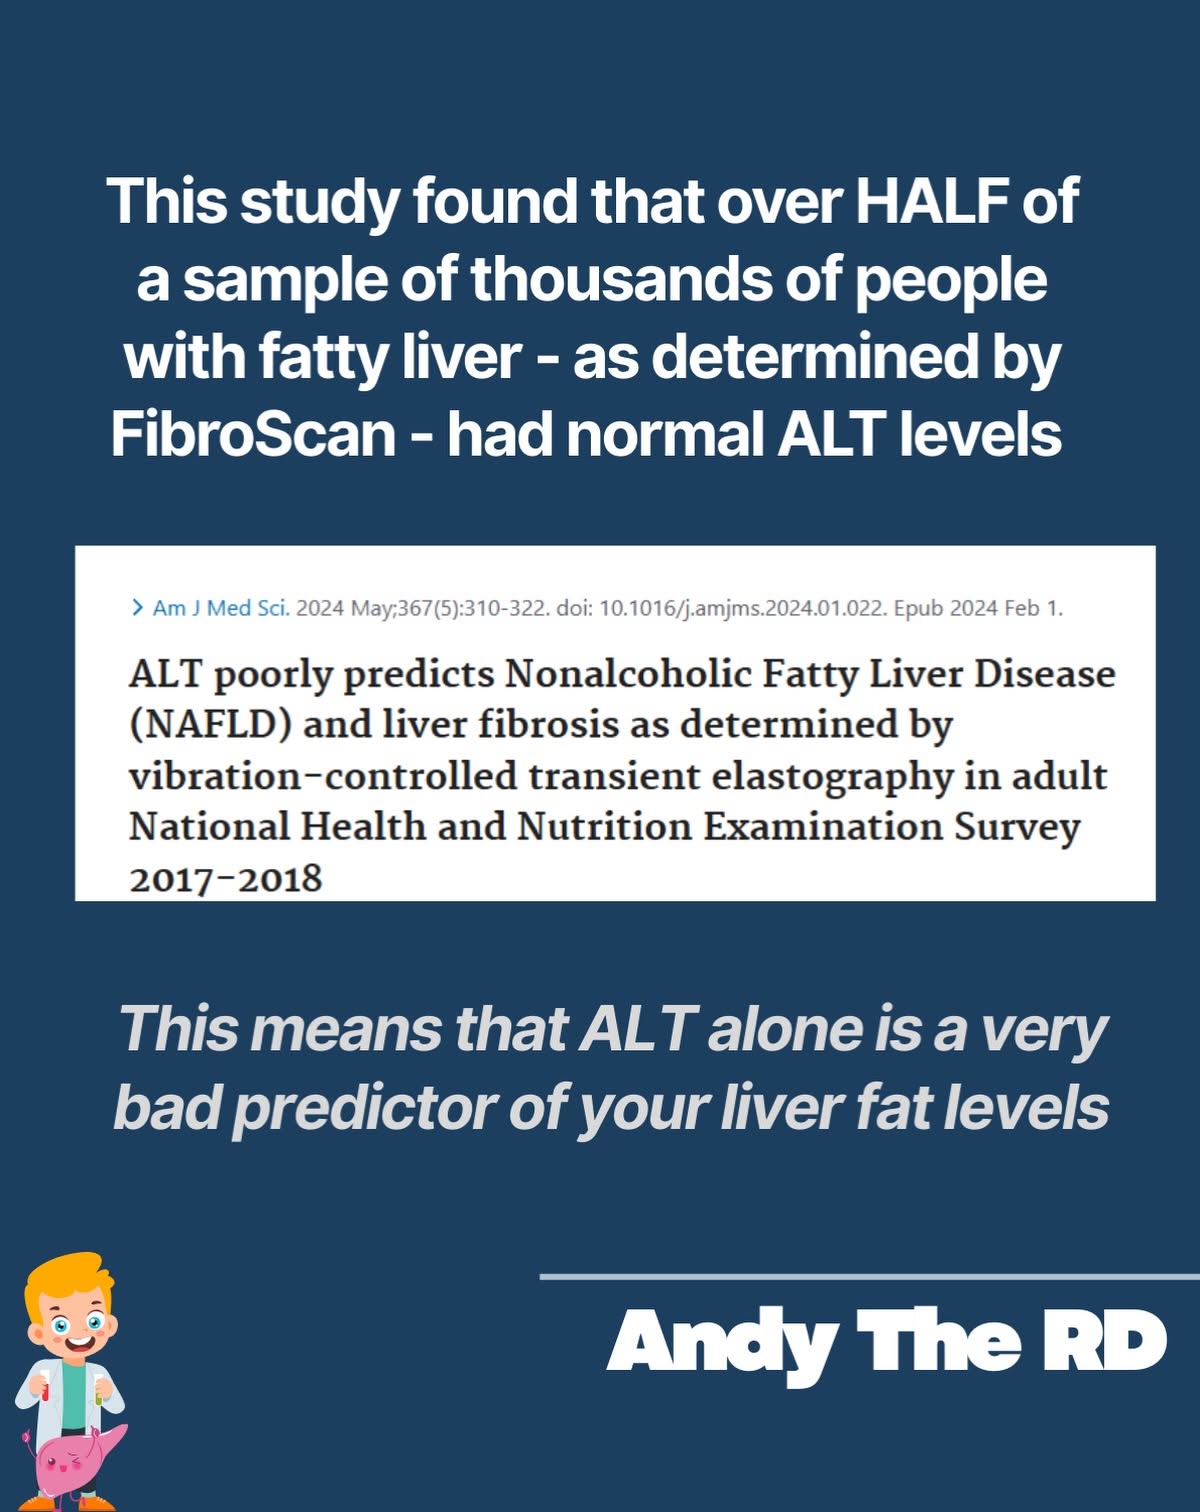 This study found that over HALF of
a sample of thousands of people
with fatty liver - as determined by
FibroScan - had normal ALT levels
> Am J Med Sci. 2024 May;367(5):310-322. doi: 10.1016/j.amjms.2024.01.022. Epub 2024 Feb 1.
ALT poorly predicts Nonalcoholic Fatty Liver Disease
(NAFLD) and liver fibrosis as determined by
vibration-controlled transient elastography in adult
National Health and Nutrition Examination Survey
2017-2018
This means that ALT alone is a very
bad predictor of your liver fat levels
Andy The RD